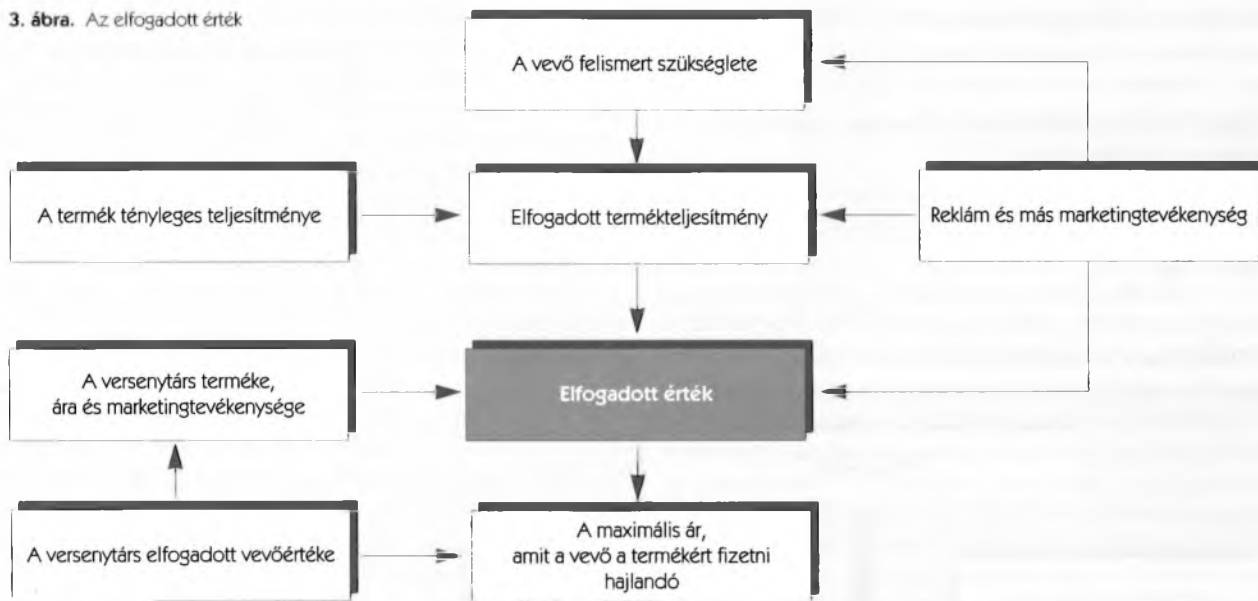 3. ábra. Az elfogadott érték
A vevő felismert szükséglete
A termék tényleges teljesítménye
Elfogadott termékteljesítmény
Reklám és más marketingtevékenység
A versenytárs terméke,
ára és marketingtevékenysége
Elfogadott érték
A versenytárs elfogadott vevőértéke
A maximális ár,
amit a vevő a termékért fizetni
hajlandó